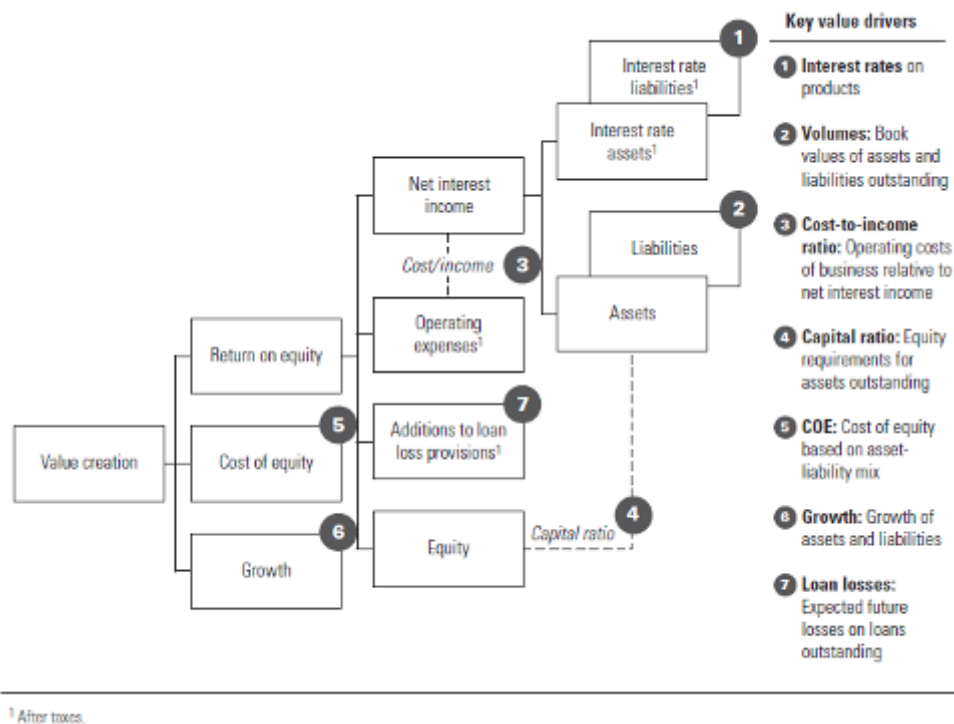 Key value drivers
1 Interest rates on
products
2 Volumes: Book
values of assets and
liabilities outstanding
3 Cost-to-income
ratio: Operating costs
of business relative to
net interest income
4 Capital ratio: Equity
requirements for
assets outstanding
5 COE: Cost of equity
based on asset-
liability mix
6 Growth: Growth of
assets and liabilities
7 Loan losses:
Expected future
losses on loans
outstanding
Value creation
Return on equity
5
Cost of equity
6
Growth
Net interest
income
Cost/income 3
Operating
expenses¹
7
Additions to loan
loss provisions¹
Equity
Capital ratio 4
1
Interest rate
liabilities¹
Interest rate
assets¹
2
Liabilities
Assets
¹ After taxes.